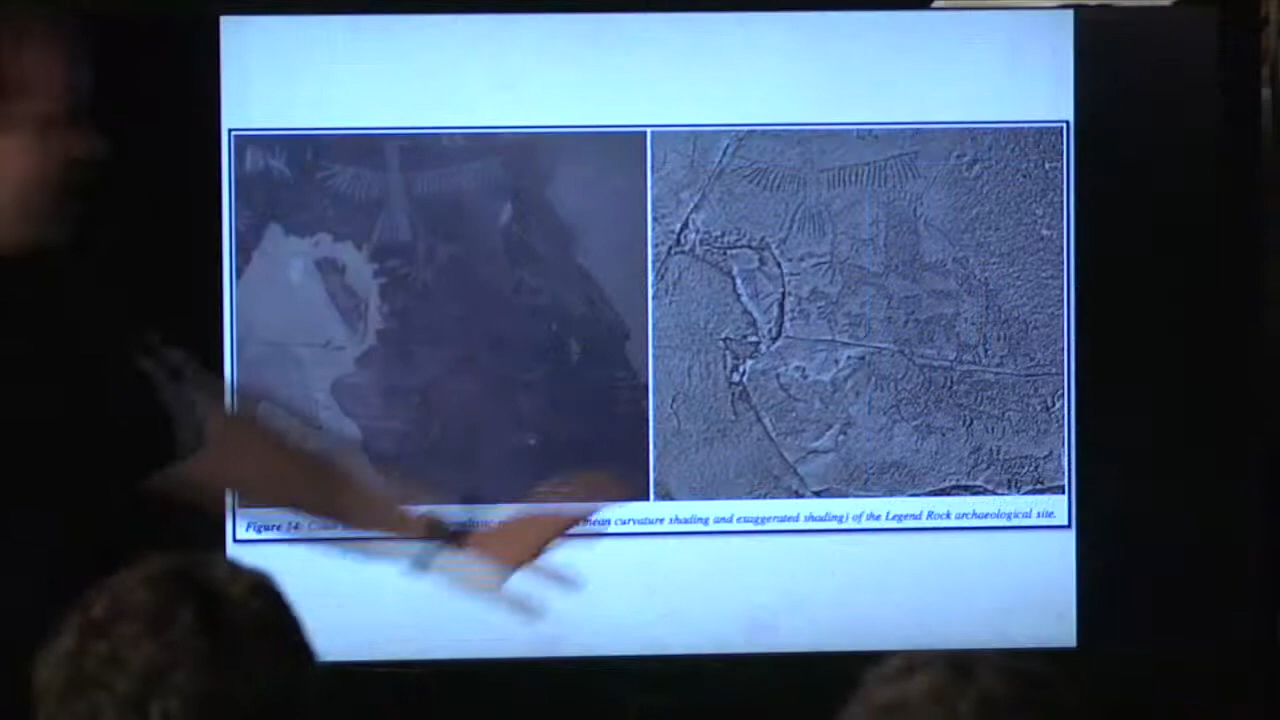 Figure 14: mean curvature shading and exaggerated shading) of the Legend Rock archaeological site.